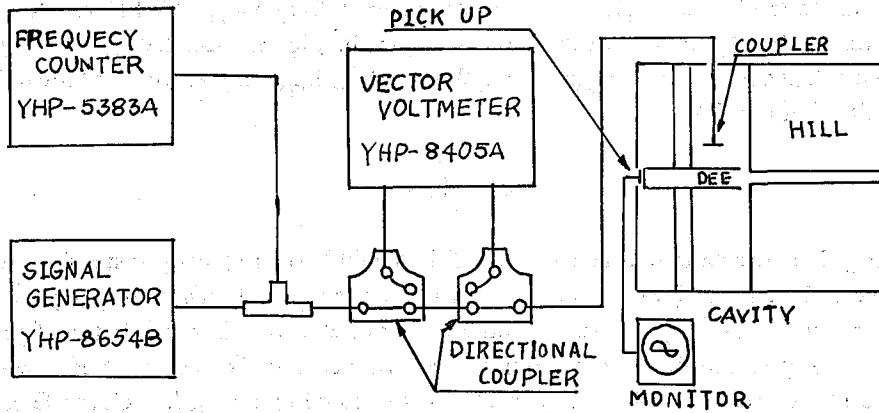 FREQUECY
COUNTER
YHP-5383A
PICK UP
VECTOR
VOLTMETER
YHP-8405A
COUPLER
HILL
DEE
SIGNAL
GENERATOR
YHP-8654B
DIRECTIONAL
COUPLER
CAVITY
MONITOR